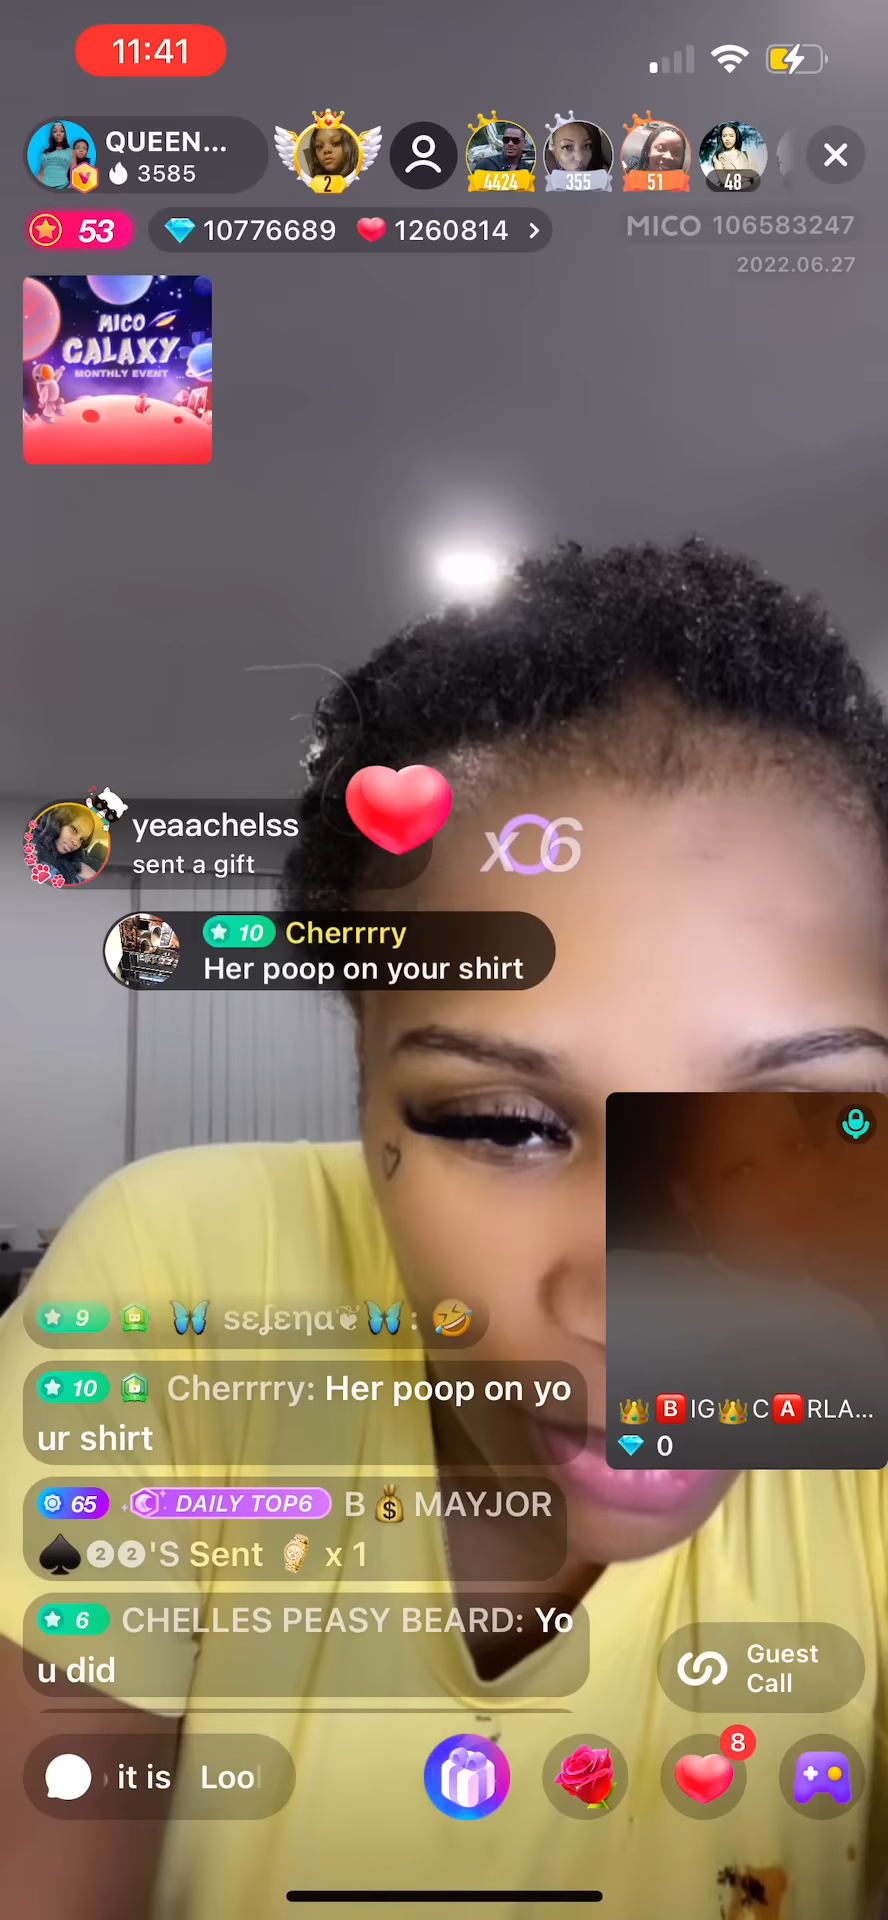 11:41
QUEEN...
3585
2
4424
355
51
48
53
10776689
1260814
MICO 106583247
2022.06.27
MICO
GALAXY
MONTHLY EVENT
yeaachelss
sent a gift
x 6
10 Cherrrry
Her poop on your shirt
9 🦋 sɛʆɛηα❦🦋: 🤣
10 Cherrrry: Her poop on yo
ur shirt
65 DAILY TOP6 B💰MAYJOR
♠️❷❷'S Sent x 1
6 CHELLES PEASY BEARD: Yo
u did
👑🅱️IG👑C🅰️RLA...
0
Guest
Call
it is Loo
8